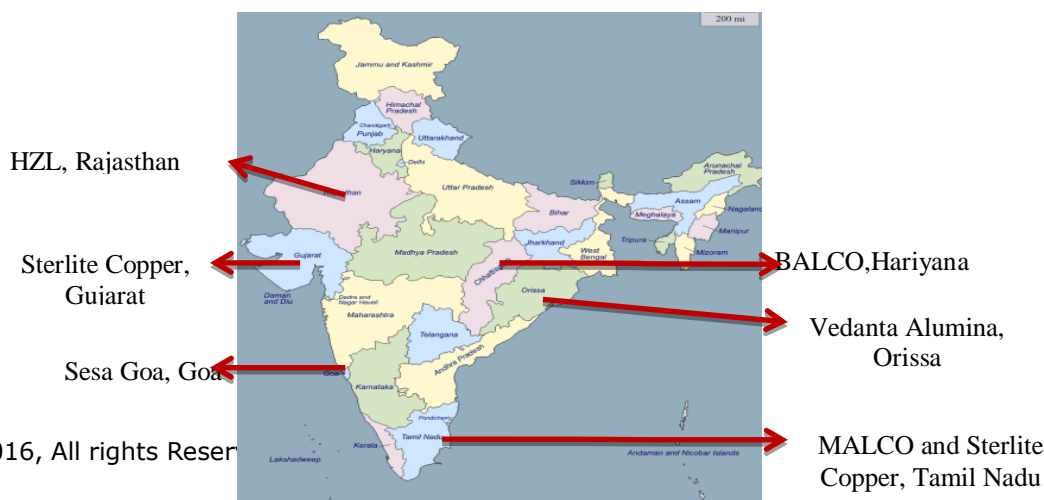 200 mi
Jammu and Kashmir
Himachal
Pradesh
Chandigarh
Punjab
Uttarakhand
Haryana
Delhi
HZL, Rajasthan
Arunachal
Pradesh
Sikkim
Uttar Pradesh
Assam
Nagaland
Meghalaya
Bihar
Manipur
Tripura
Mizoram
Jharkhand
West
Bengal
Madhya Pradesh
Gujarat
Sterlite Copper,
Gujarat
BALCO,Hariyana
Orissa
Daman
and Diu
Dadra and
Nagar Haveli
Maharashtra
Telangana
Vedanta Alumina,
Orissa
Andhra Pradesh
Sesa Goa, Goa
Goa
Karnataka
Pondicherry
Tamil Nadu
Kerala
016, All rights Reser
Lakshadweep
Andaman and Nicobar Islands
MALCO and Sterlite
Copper, Tamil Nadu